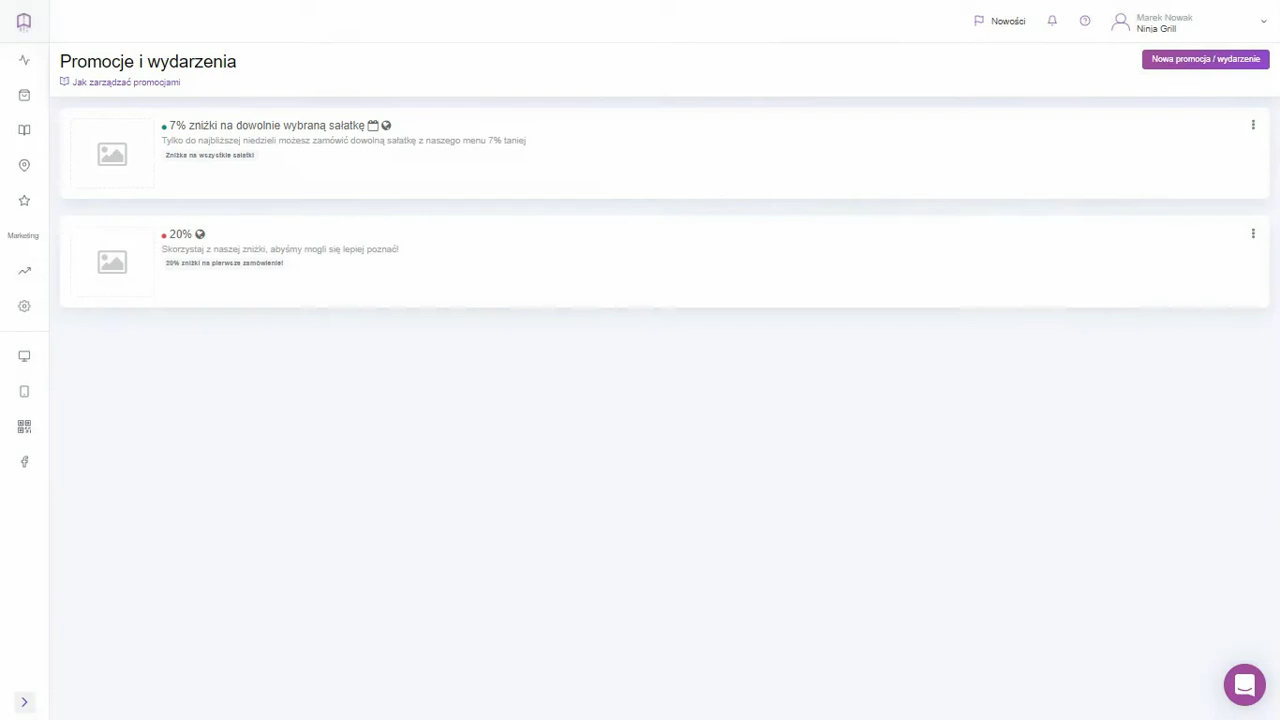 Nowości
Marek Nowak
Ninja Grill
Promocje i wydarzenia
Nowa promocja / wydarzenie
Jak zarządzać promocjami
7% zniżki na dowolnie wybraną sałatkę
Tylko do najbliższej niedzieli możesz zamówić dowolną sałatkę z naszego menu 7% taniej
Zniżka na wszystkie sałatki
Marketing
20%
Skorzystaj z naszej zniżki, abyśmy mogli się lepiej poznać!
20% zniżki na pierwsze zamówienie!